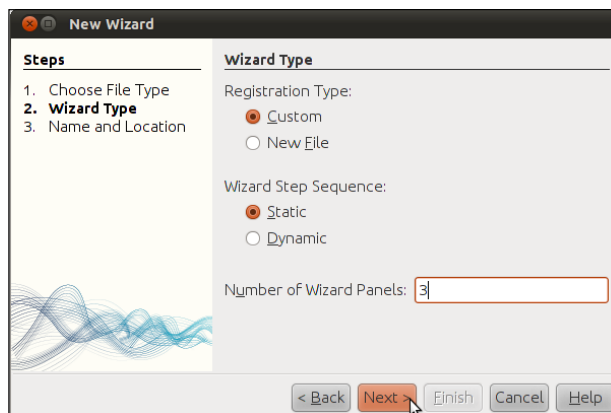 New Wizard
Steps
1. Choose File Type
2. Wizard Type
3. Name and Location
Wizard Type
Registration Type:
Custom
New File
Wizard Step Sequence:
Static
Dynamic
Number of Wizard Panels: 3
< Back Next > Finish Cancel Help